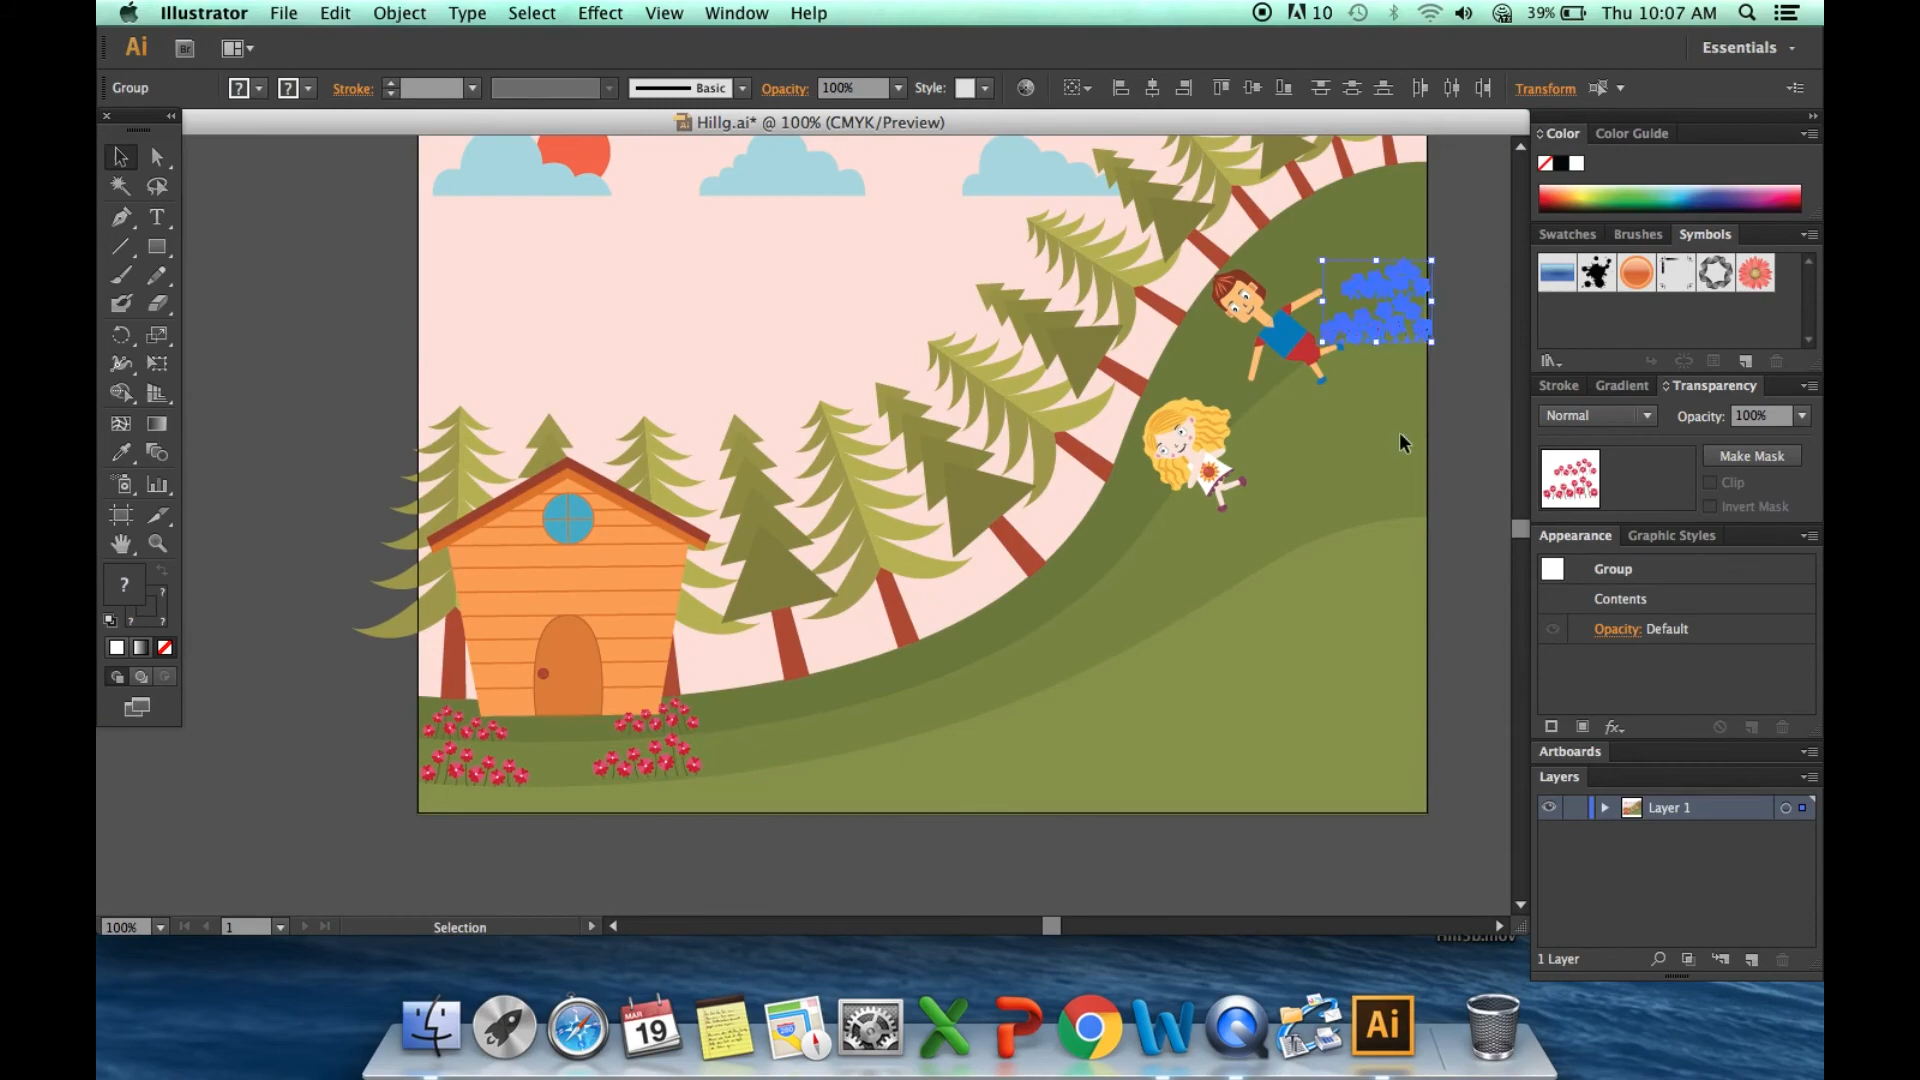 Illustrator File Edit Object Type Select Effect View Window Help 10 39% Thu 10:07 AM
Ai Br Essentials
Group ? ? Stroke: Basic Opacity: 100% Style: Transform
Hillg.ai* @ 100% (CMYK/Preview)
Color Color Guide
Swatches Brushes Symbols
Stroke Gradient Transparency
Normal Opacity: 100%
Make Mask
Clip
Invert Mask
Appearance Graphic Styles
Group
Contents
Opacity: Default
fx
Artboards
Layers
Layer 1
1 Layer
T
?
?
? ?
100% 1 Selection
MAR
19
280
X P W
Ai